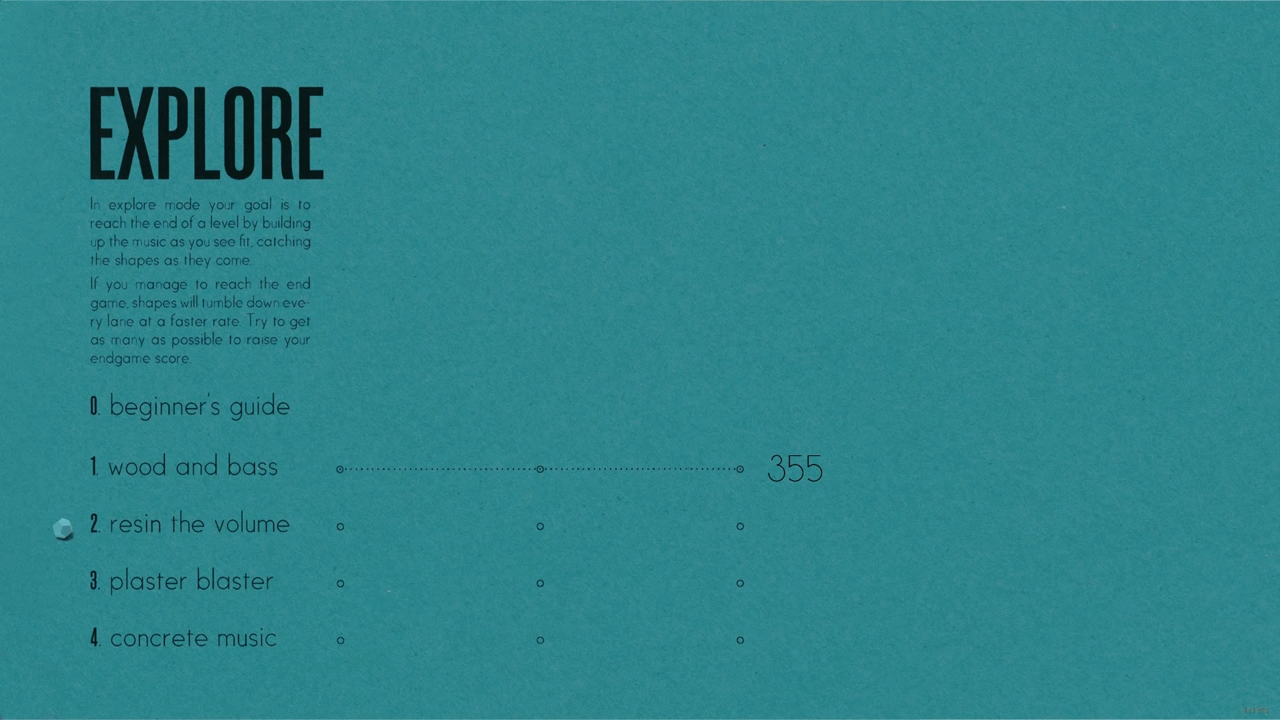 EXPLORE
In explore mode your goal is to
reach the end of a level by building
up the music as you see fit, catching
the shapes as they come.
If you manage to reach the end
game, shapes will tumble down eve-
ry lane at a faster rate. Try to get
as many as possible to raise your
endgame score.
0. beginner's guide
1. wood and bass 355
2. resin the volume
3. plaster blaster
4. concrete music